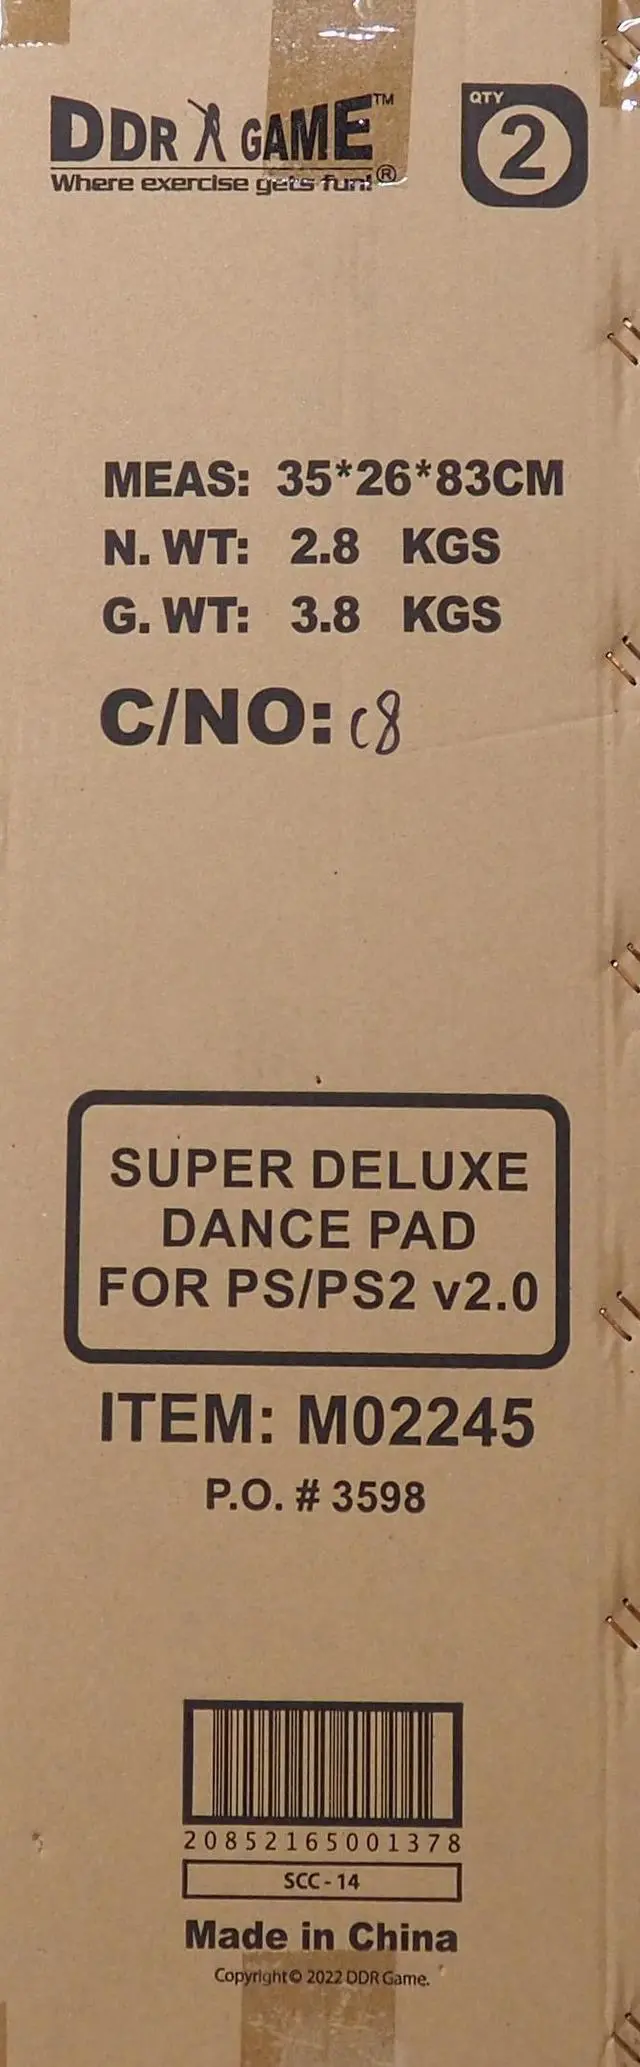 DDR GAME™
Where exercise gets fun!®
QTY
2
MEAS: 35*26*83CM
N. WT: 2.8 KGS
G. WT: 3.8 KGS
C/NO: c8
SUPER DELUXE
DANCE PAD
FOR PS/PS2 v2.0
ITEM: M02245
P.O. # 3598
20852165001378
SCC-14
Made in China
Copyright© 2022 DDR Game.